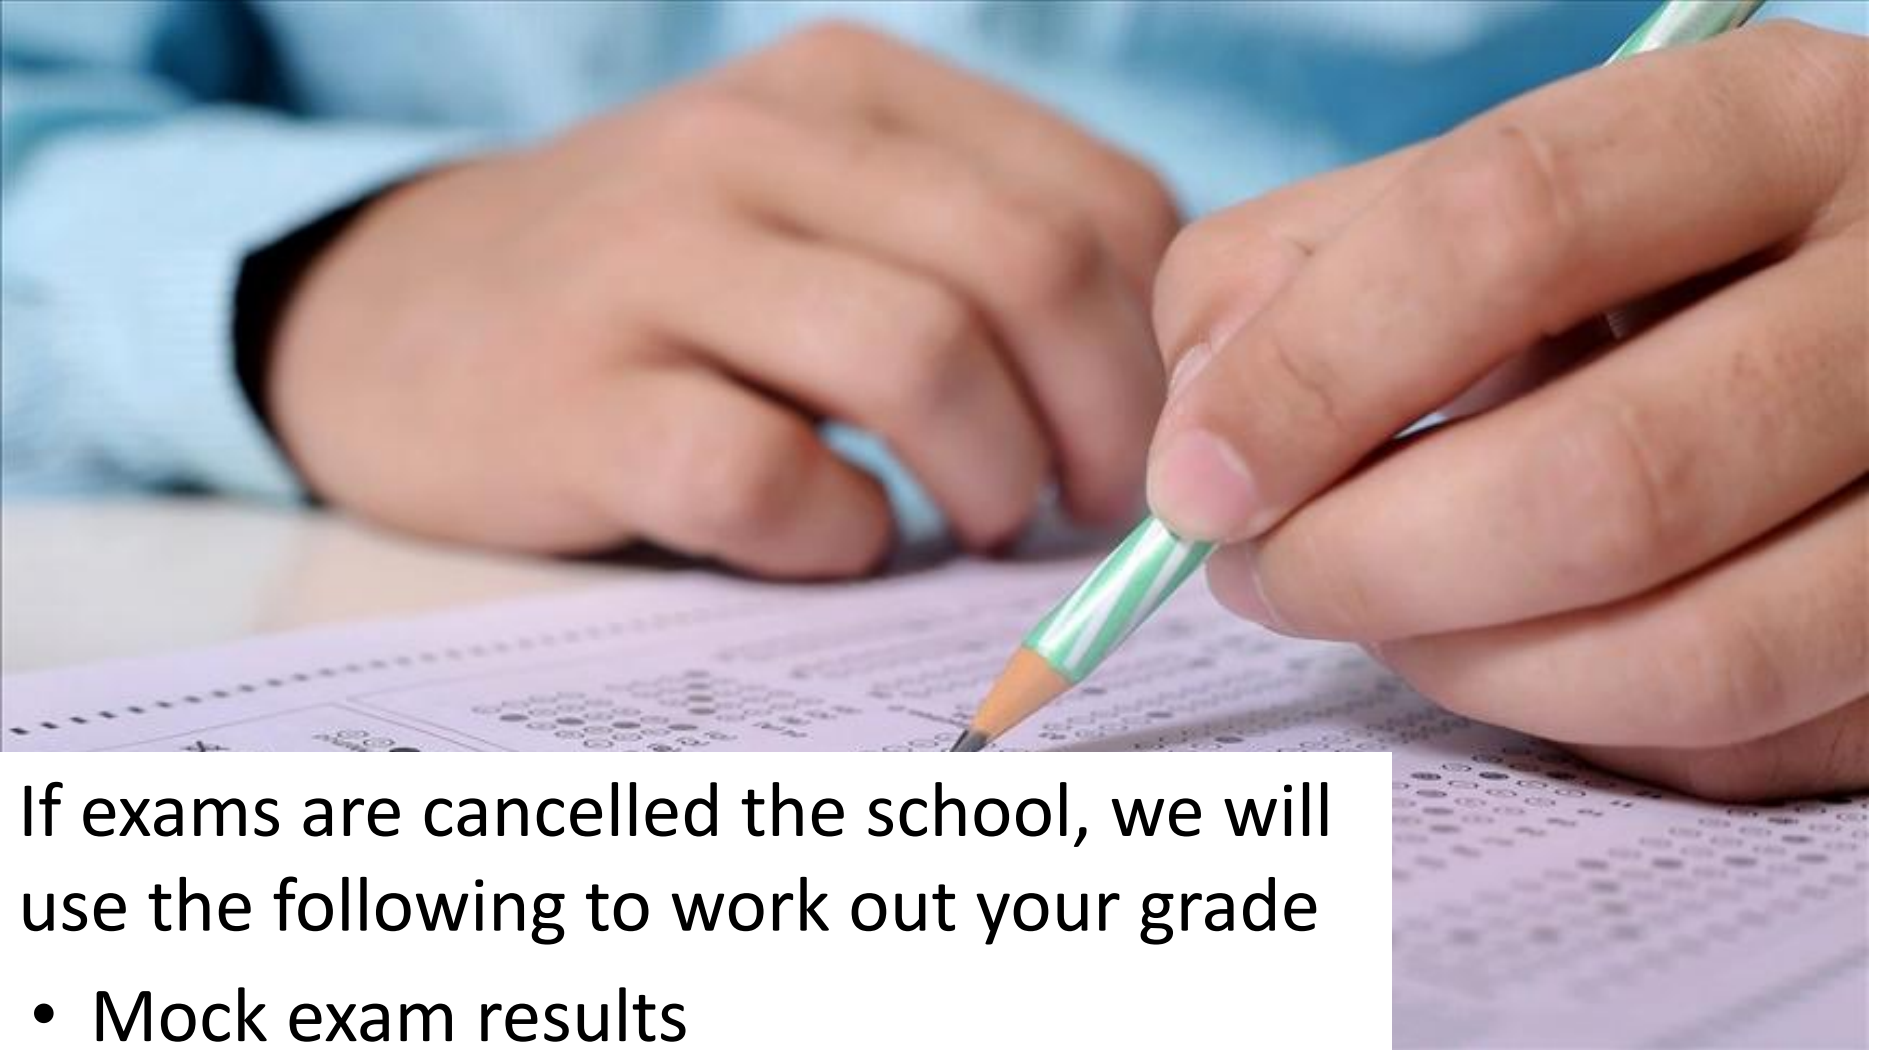 If exams are cancelled the school, we will
use the following to work out your grade
• Mock exam results